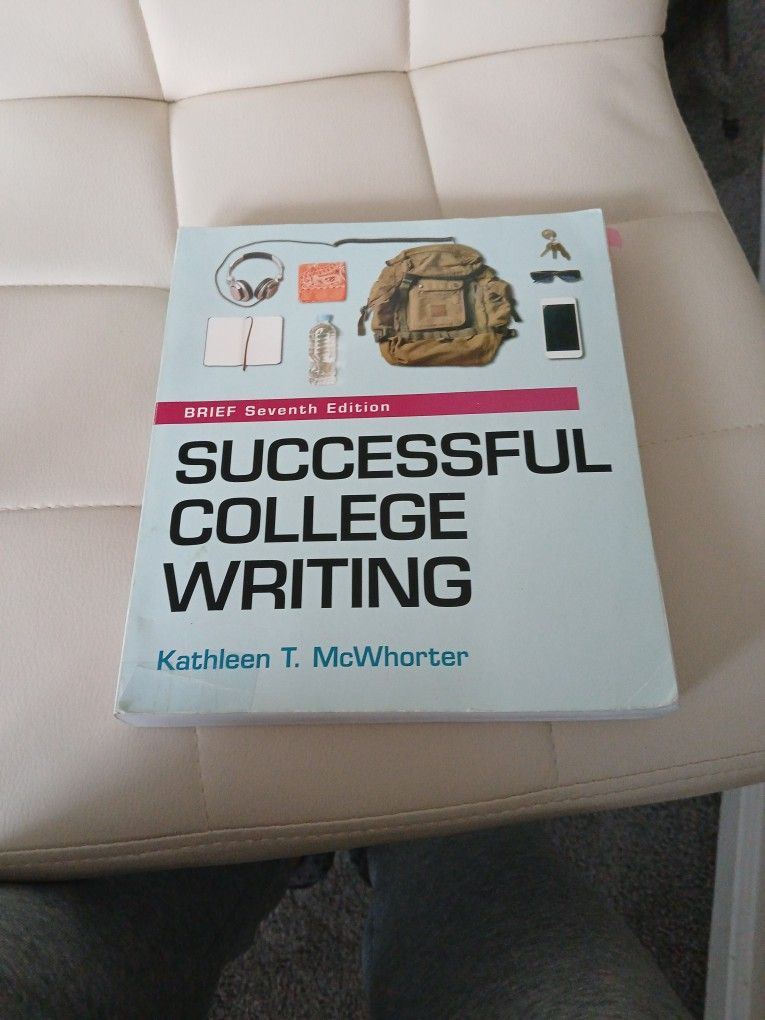 BRIEF Seventh Edition
SUCCESSFUL
COLLEGE
WRITING
Kathleen T. McWhorter